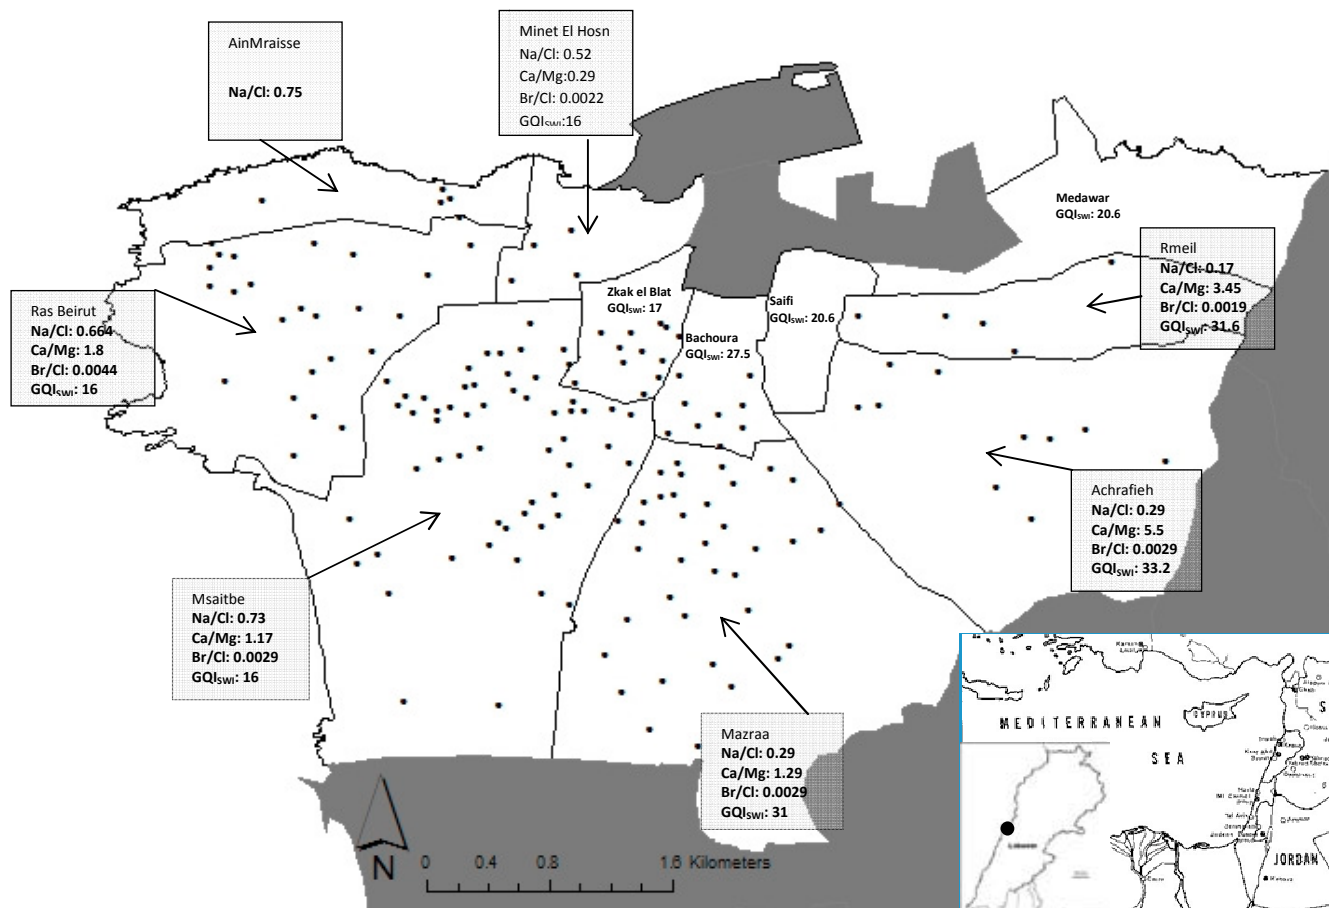 AinMraisse
Na/Cl: 0.75
Minet El Hosn
Na/Cl: 0.52
Ca/Mg:0.29
Br/Cl: 0.0022
GQISWI:16
Medawar
GQISWI: 20.6
Rmeil
Na/Cl: 0.17
Ca/Mg: 3.45
Br/Cl: 0.0019
GQISWI: 31.6
Ras Beirut
Na/Cl: 0.664
Ca/Mg: 1.8
Br/Cl: 0.0044
GQISWI: 16
Zkak el Blat
GQISWI: 17
Saifi
GQISWI: 20.6
Bachoura
GQISWI: 27.5
Achrafieh
Na/Cl: 0.29
Ca/Mg: 5.5
Br/Cl: 0.0029
GQISWI: 33.2
Msaitbe
Na/Cl: 0.73
Ca/Mg: 1.17
Br/Cl: 0.0029
GQISWI: 16
Mazraa
Na/Cl: 0.29
Ca/Mg: 1.29
Br/Cl: 0.0029
GQISWI: 31
N
0 0.4 0.8 1.6 Kilometers
MEDITERRANEAN
SEA
CYPRUS
JORDAN
Lebanon